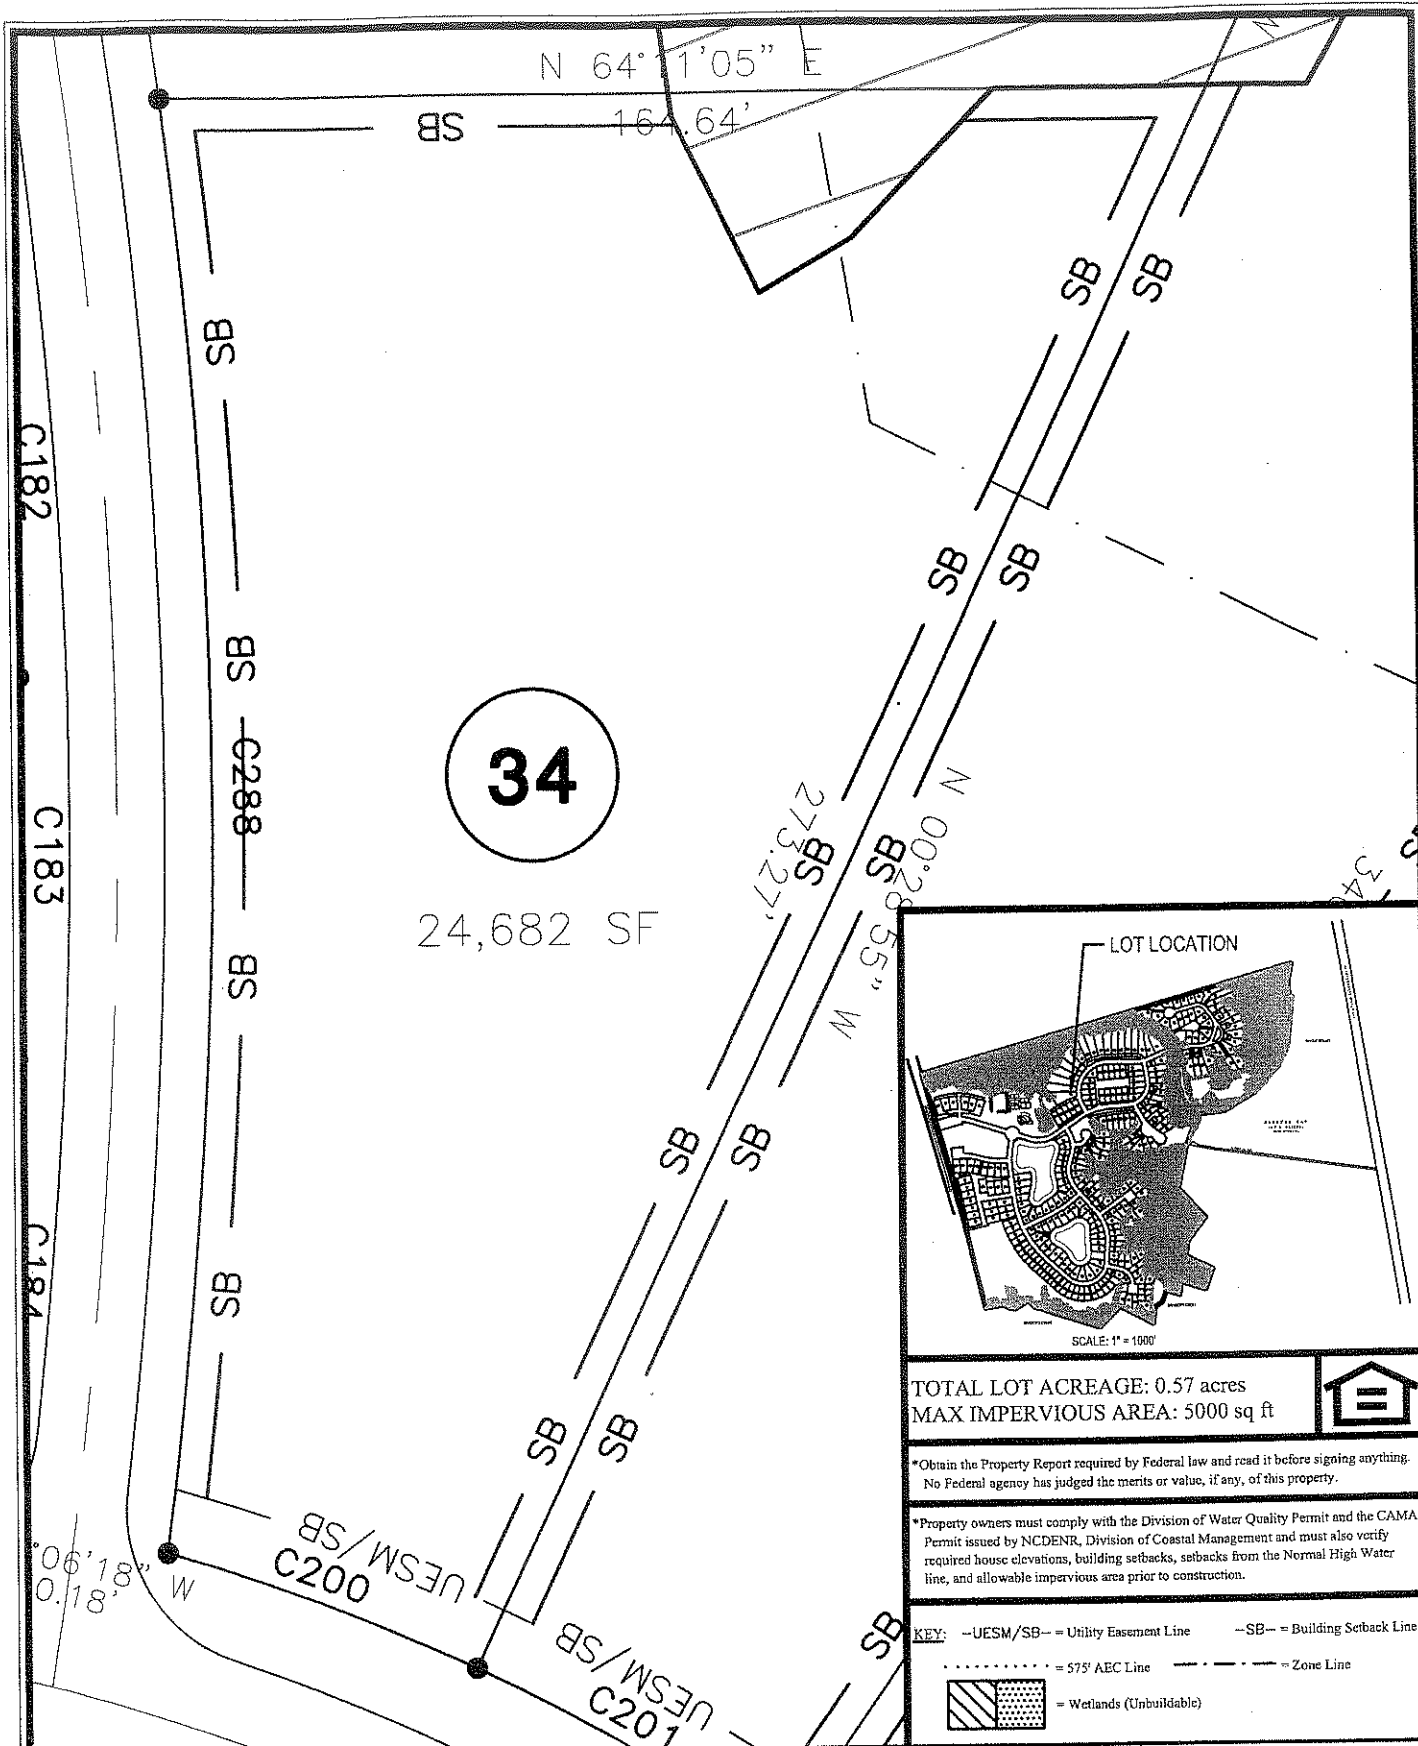 N 64°11'05" E
164.64'
N
SB
SB
SB
SB
SB
SB
C182
SB
SB
SB
C288
34
C183
24,682 SF
273.27'
N 00°28'55" W
SB
SB
SB
SB
C184
SB
SB
SB
SB
UESM/SB
C200
°06'18" W
0.18'
UESM/SB
C201
SB
34
LOT LOCATION
SCALE: 1" = 1000'
TOTAL LOT ACREAGE: 0.57 acres
MAX IMPERVIOUS AREA: 5000 sq ft
*Obtain the Property Report required by Federal law and read it before signing anything.
No Federal agency has judged the merits or value, if any, of this property.
*Property owners must comply with the Division of Water Quality Permit and the CAMA
Permit issued by NCDENR, Division of Coastal Management and must also verify
required house elevations, building setbacks, setbacks from the Normal High Water
line, and allowable impervious area prior to construction.
KEY: --UESM/SB-- = Utility Easement Line --SB-- = Building Setback Line
= 575' AEC Line = Zone Line
= Wetlands (Unbuildable)